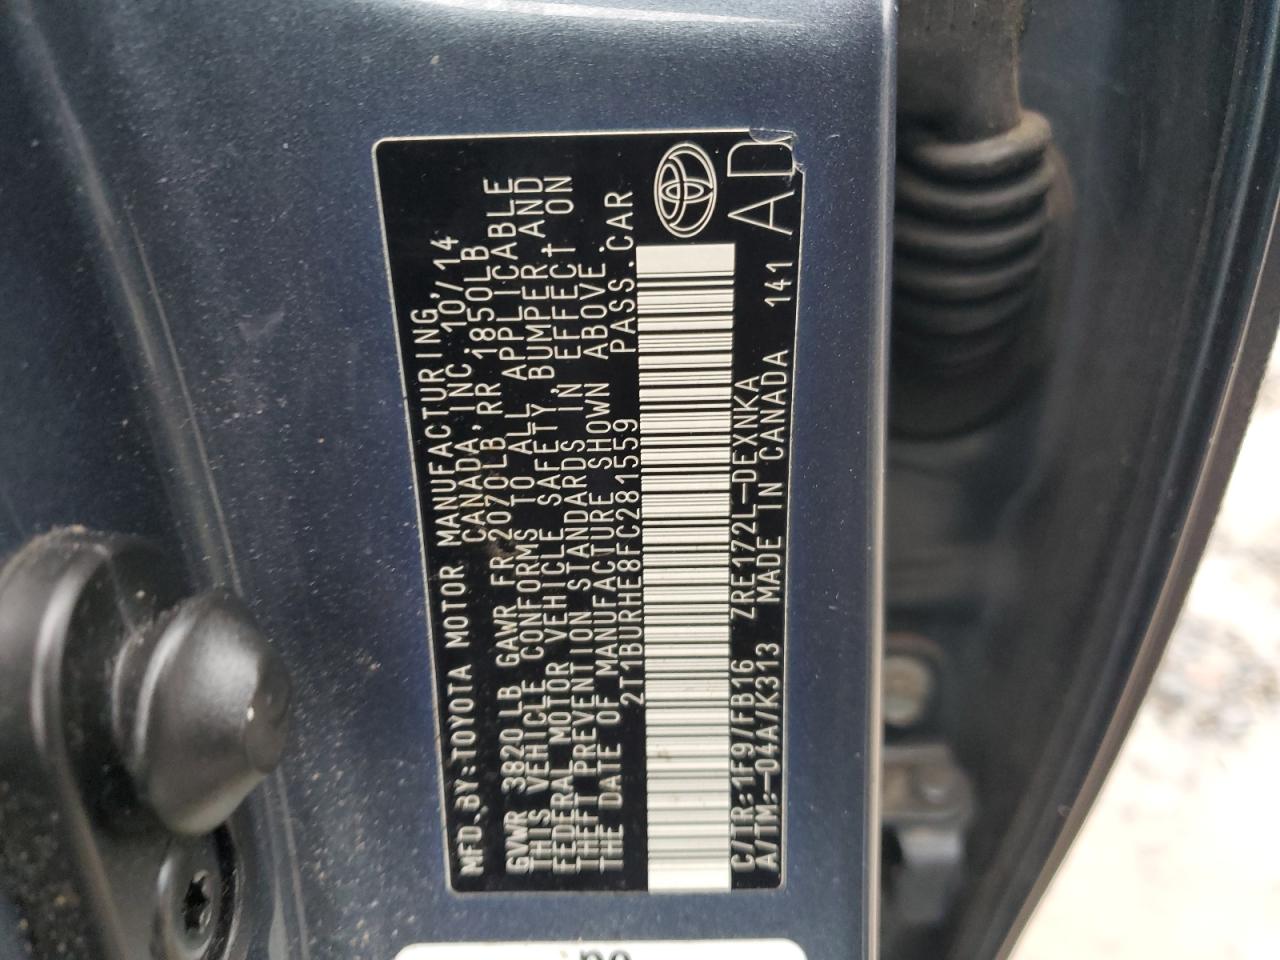 MFD.BY:TOYOTA MOTOR MANUFACTURING,
CANADA,INC. 10/14
GVWR 3820LB GAWR FR 2070LB,RR 1850LB
THIS VEHICLE CONFORMS TO ALL APPLICABLE
FEDERAL MOTOR VEHICLE SAFETY,BUMPER,AND
THEFT PREVENTION STANDARDS IN EFFECT ON
THE DATE OF MANUFACTURE SHOWN ABOVE.
2T1BURHE8FC281559 PASS.CAR
C/TR:1F9/FB16 ZRE172L-DEXNKA
A/TM:-04A/K313 MADE IN CANADA 141 AD